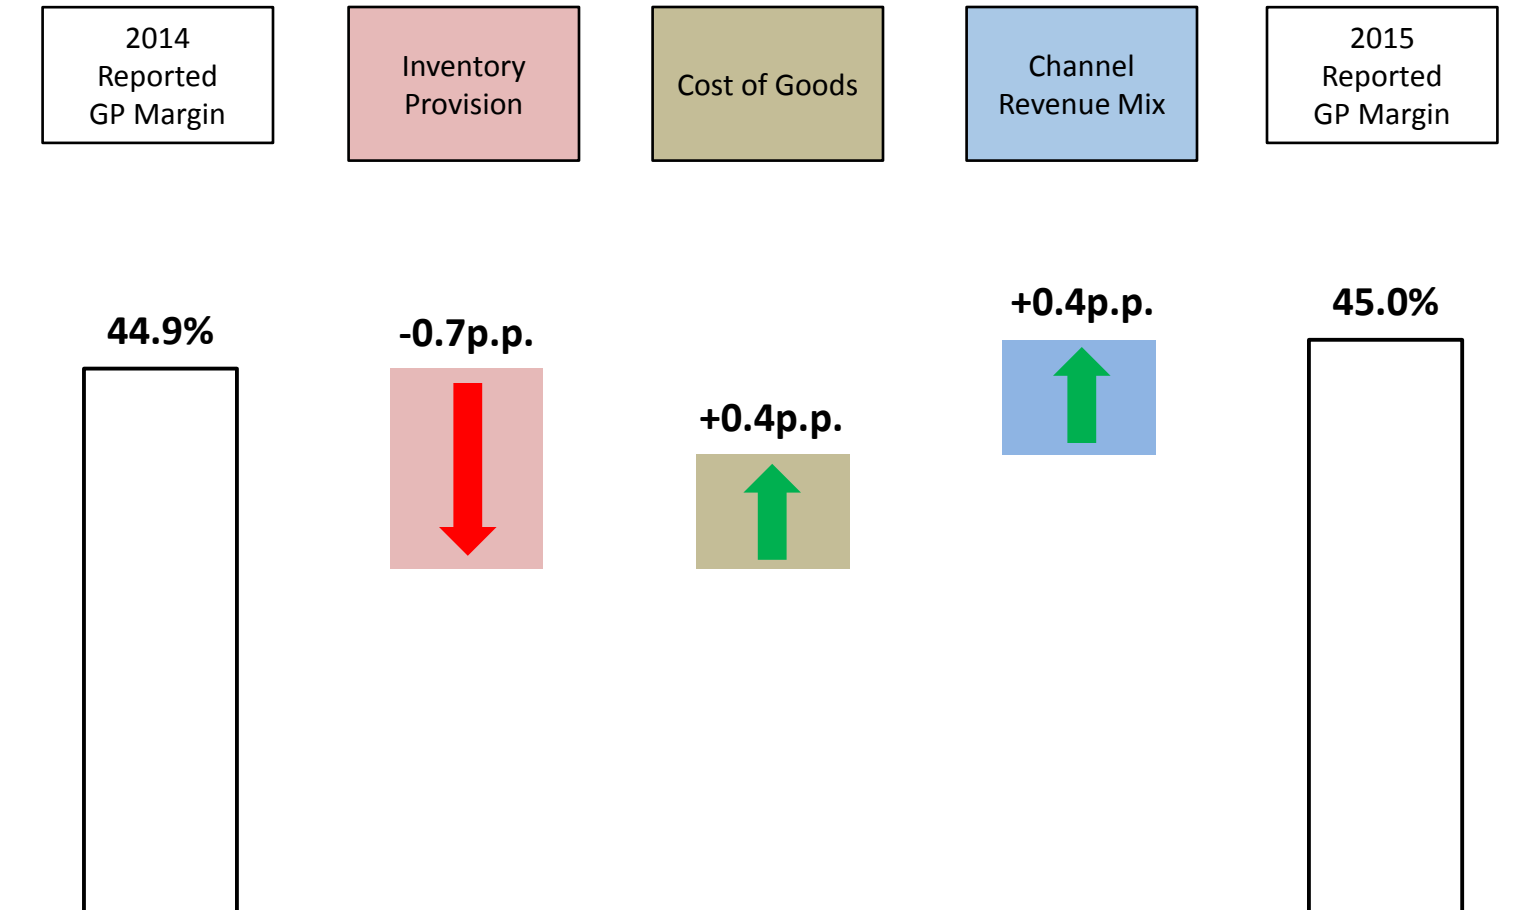 2014
Reported
GP Margin
Inventory
Provision
Cost of Goods
Channel
Revenue Mix
2015
Reported
GP Margin
44.9%
-0.7p.p.
+0.4p.p.
+0.4p.p.
45.0%